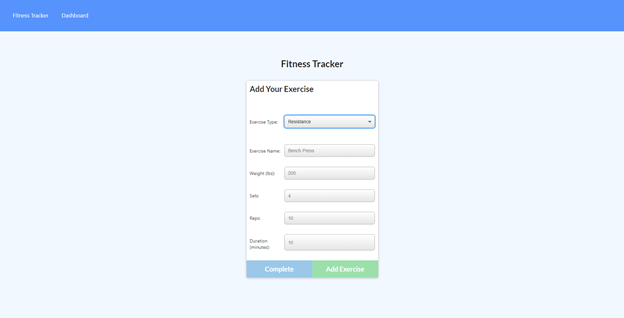 Fitness Tracker Dashboard
Fitness Tracker
Add Your Exercise
Exercise Type: Resistance
Exercise Name: Bench Press
Weight (lbs): 200
Sets: 4
Reps: 10
Duration
(minutes): 10
Complete Add Exercise